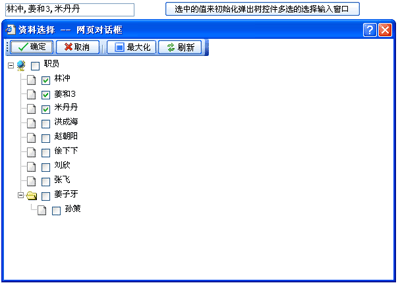 林冲,姜和3,米丹丹 选中的值来初始化弹出树控件多选的选择输入窗口
资料选择 -- 网页对话框
确定 取消 最大化 刷新
职员
林冲
姜和3
米丹丹
洪成海
赵朝阳
徐下下
刘欣
张飞
姜子牙
孙策